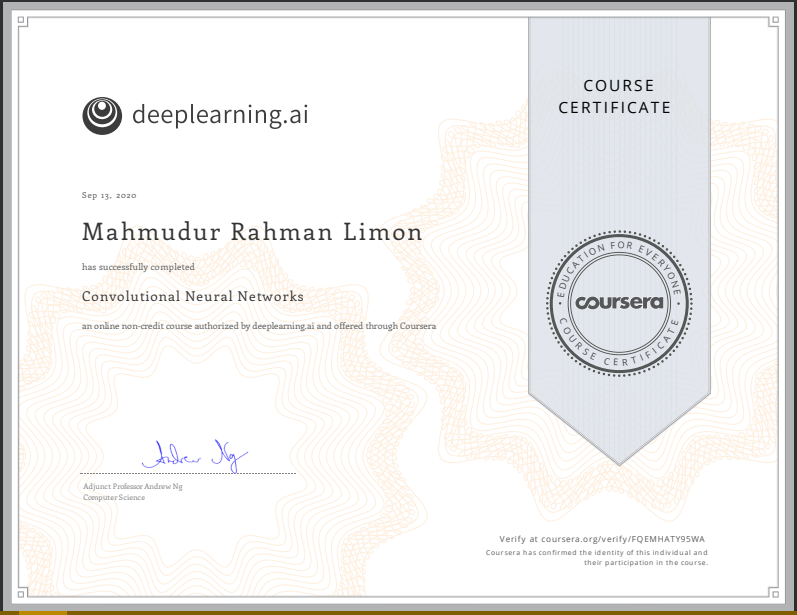 deeplearning.ai
COURSE
CERTIFICATE
Sep 13, 2020
Mahmudur Rahman Limon
has successfully completed
Convolutional Neural Networks
an online non-credit course authorized by deeplearning.ai and offered through Coursera
EDUCATION FOR EVERYONE
coursera
COURSE CERTIFICATE
Andrew Ng
Adjunct Professor Andrew Ng
Computer Science
Verify at coursera.org/verify/FQEMHATY95WA
Coursera has confirmed the identity of this individual and
their participation in the course.